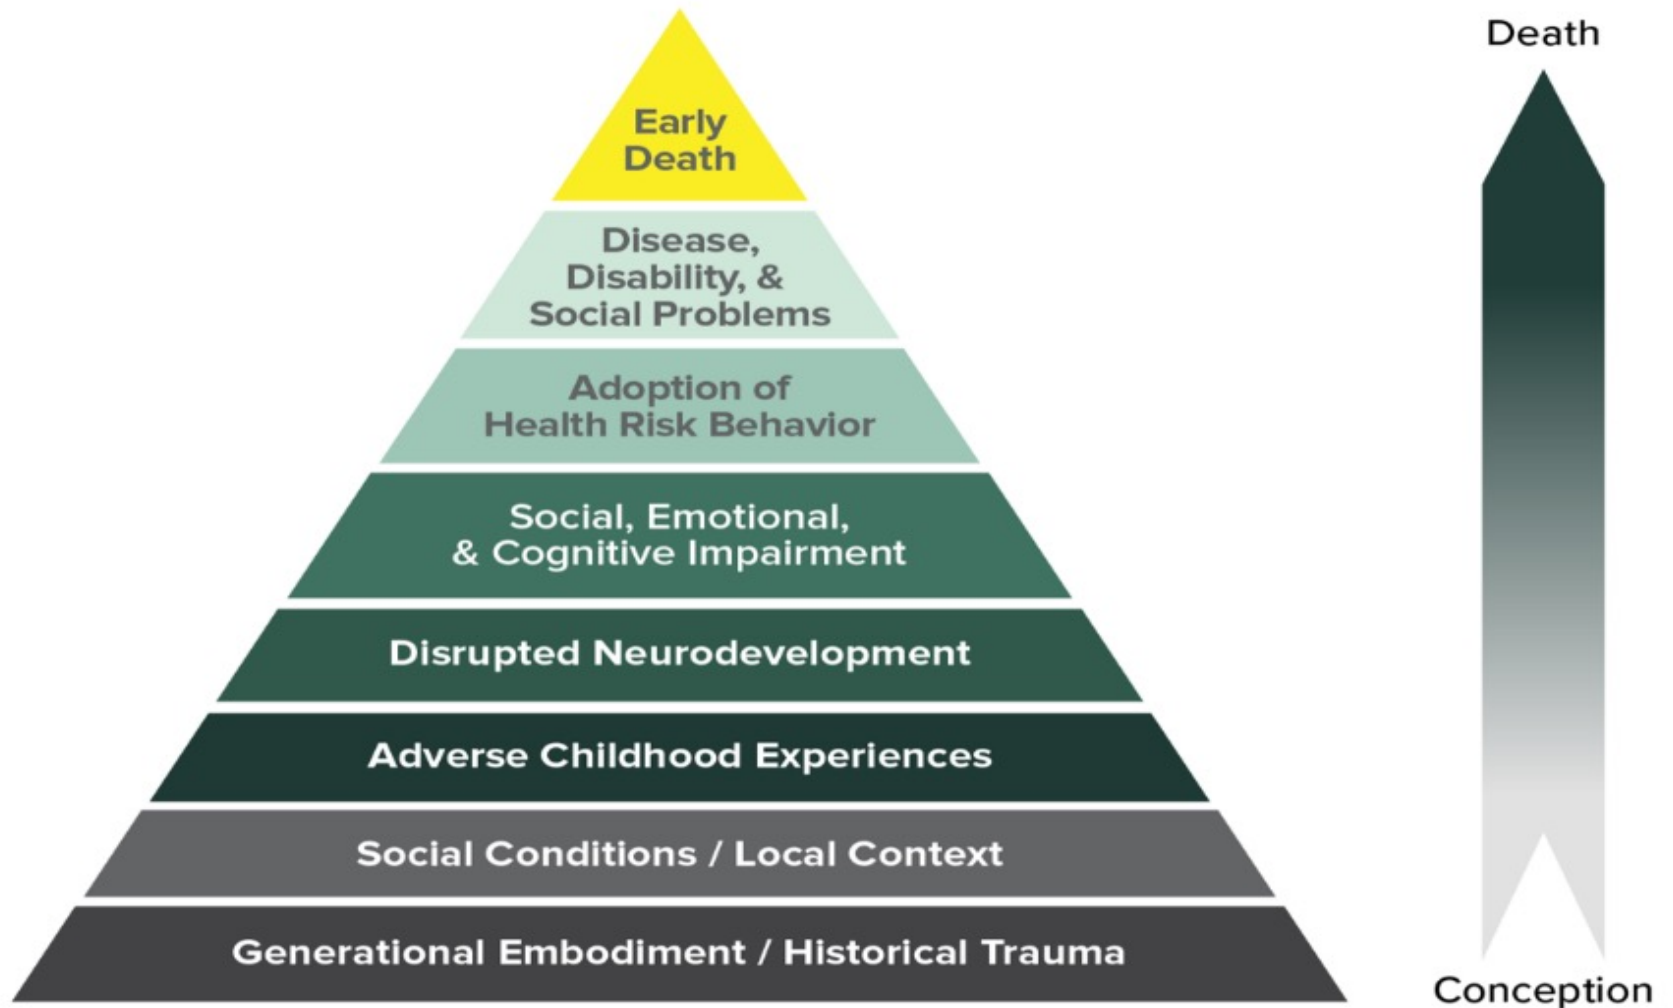 Early
Death
Disease,
Disability, &
Social Problems
Adoption of
Health Risk Behavior
Social, Emotional,
& Cognitive Impairment
Disrupted Neurodevelopment
Adverse Childhood Experiences
Social Conditions / Local Context
Generational Embodiment / Historical Trauma
Death
Conception